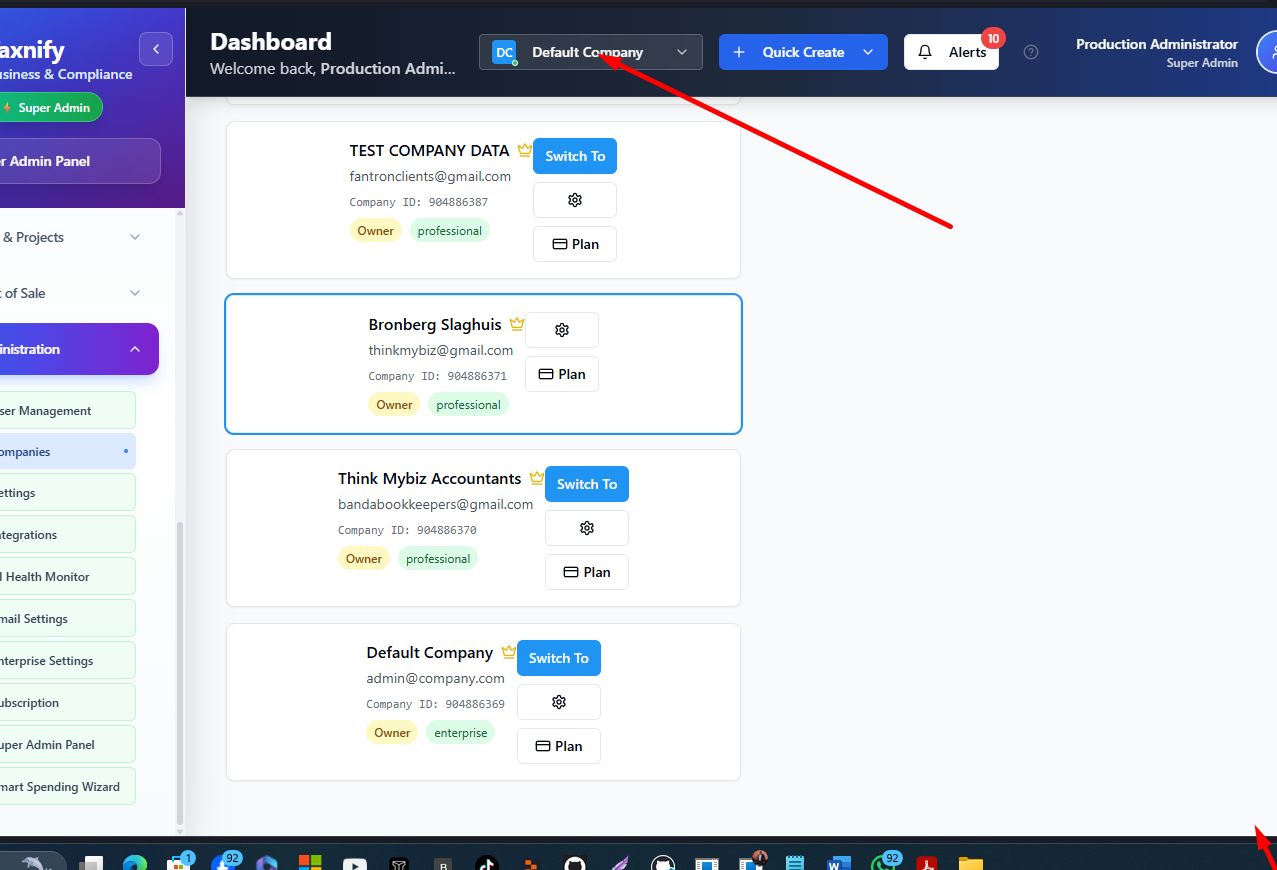 axnify
usiness & Compliance
Super Admin
r Admin Panel
& Projects
t of Sale
inistration
ser Management
ompanies
ettings
ntegrations
I Health Monitor
mail Settings
nterprise Settings
ubscription
uper Admin Panel
mart Spending Wizard
Dashboard
Welcome back, Production Admi...
DC
Default Company
+ Quick Create
Alerts
10
Production Administrator
Super Admin
TEST COMPANY DATA
Switch To
fantronclients@gmail.com
Company ID: 904886387
Owner
professional
Plan
Bronberg Slaghuis
thinkmybiz@gmail.com
Company ID: 904886371
Plan
Owner
professional
Think Mybiz Accountants
Switch To
bandabookkeepers@gmail.com
Company ID: 904886370
Owner
professional
Plan
Default Company
Switch To
admin@company.com
Company ID: 904886369
Owner
enterprise
Plan
1
92
B
W
92